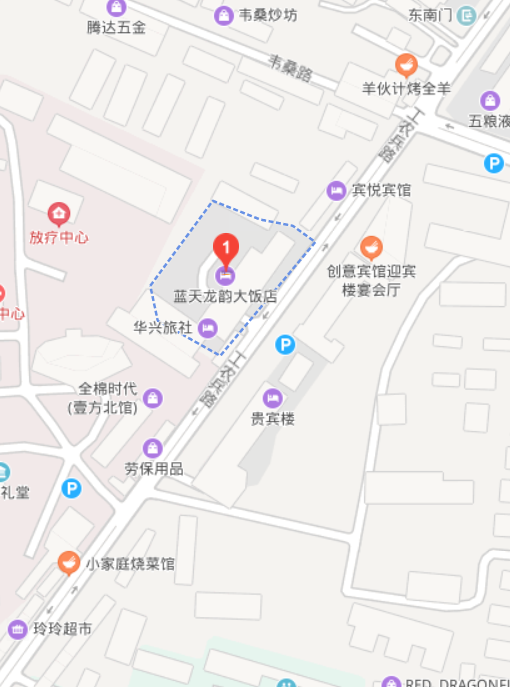 腾达五金
韦桑炒坊
东南门
韦桑路
羊伙计烤全羊
五粮液
工农兵路
宾悦宾馆
放疗中心
1
创意宾馆迎宾
楼宴会厅
蓝天龙韵大饭店
中心
华兴旅社
P
P
工农兵路
全棉时代
(壹方北馆)
贵宾楼
劳保用品
礼堂
P
小家庭烧菜馆
玲玲超市
RED DRAGONFL